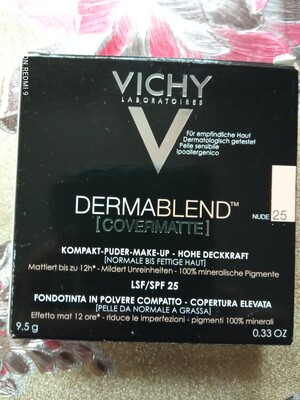 VICHY
LABORATOIRES
V
Für empfindliche Haut
Dermatologisch getestet
Pelle sensibile
Ipoallergenico
DERMABLEND™
[COVERMATTE]
NUDE 25
KOMPAKT-PUDER-MAKE-UP - HOHE DECKKRAFT
[NORMALE BIS FETTIGE HAUT]
Mattiert bis zu 12h* - Mildert Unreinheiten - 100% mineralische Pigmente
LSF/SPF 25
FONDOTINTA IN POLVERE COMPATTO - COPERTURA ELEVATA
[PELLE DA NORMALE A GRASSA]
Effetto mat 12 ore* - riduce le imperfezioni - pigmenti 100% minerali
9.5 g
0.33 OZ
N REDMI 9